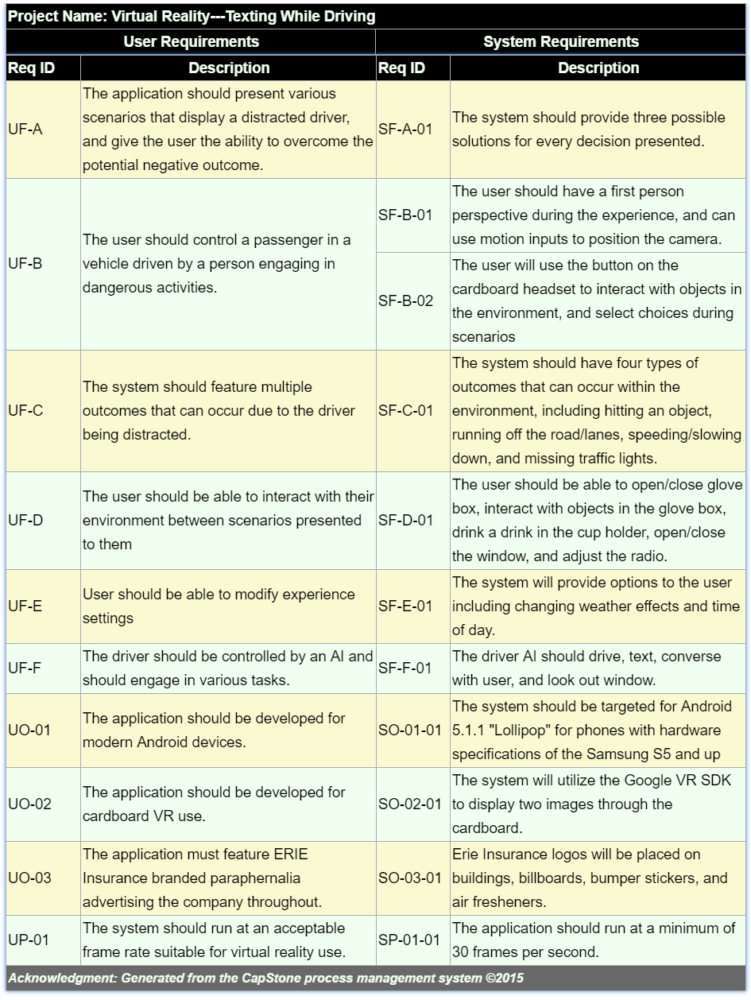 Project Name: Virtual Reality---Texting While Driving
User Requirements
System Requirements
Req ID
Description
Req ID
Description
UF-A
The application should present various
scenarios that display a distracted driver,
and give the user the ability to overcome the
potential negative outcome.
SF-A-01
The system should provide three possible
solutions for every decision presented.
UF-B
The user should control a passenger in a
vehicle driven by a person engaging in
dangerous activities.
SF-B-01
The user should have a first person
perspective during the experience, and can
use motion inputs to position the camera.
SF-B-02
The user will use the button on the
cardboard headset to interact with objects in
the environment, and select choices during
scenarios
UF-C
The system should feature multiple
outcomes that can occur due to the driver
being distracted.
SF-C-01
The system should have four types of
outcomes that can occur within the
environment, including hitting an object,
running off the road/lanes, speeding/slowing
down, and missing traffic lights.
UF-D
The user should be able to interact with their
environment between scenarios presented
to them
SF-D-01
The user should be able to open/close glove
box, interact with objects in the glove box,
drink a drink in the cup holder, open/close
the window, and adjust the radio.
UF-E
User should be able to modify experience
settings
SF-E-01
The system will provide options to the user
including changing weather effects and time
of day.
UF-F
The driver should be controlled by an AI and
should engage in various tasks.
SF-F-01
The driver AI should drive, text, converse
with user, and look out window.
UO-01
The application should be developed for
modern Android devices.
SO-01-01
The system should be targeted for Android
5.1.1 "Lollipop" for phones with hardware
specifications of the Samsung S5 and up
UO-02
The application should be developed for
cardboard VR use.
SO-02-01
The system will utilize the Google VR SDK
to display two images through the
cardboard.
UO-03
The application must feature ERIE
Insurance branded paraphernalia
advertising the company throughout.
SO-03-01
Erie Insurance logos will be placed on
buildings, billboards, bumper stickers, and
air fresheners.
UP-01
The system should run at an acceptable
frame rate suitable for virtual reality use.
SP-01-01
The application should run at a minimum of
30 frames per second.
Acknowledgment: Generated from the CapStone process management system ©2015